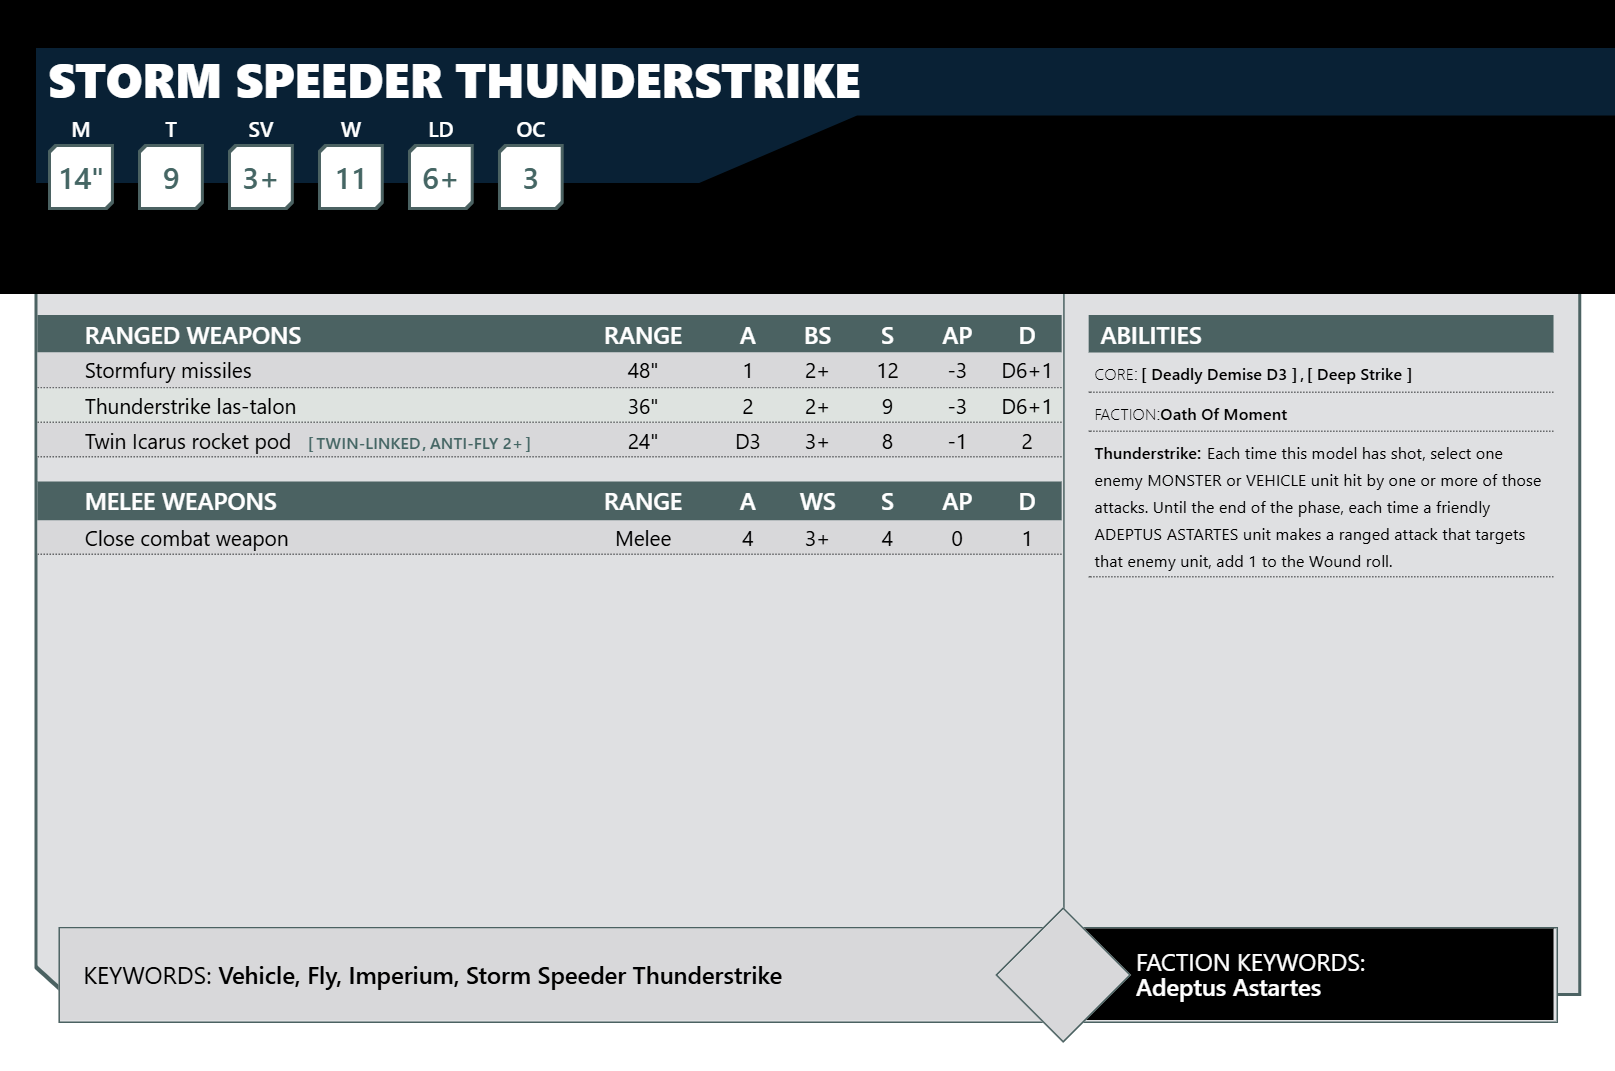 STORM SPEEDER THUNDERSTRIKE
M T SV W LD OC
14" 9 3+ 11 6+ 3
RANGED WEAPONS RANGE A BS S AP D
Stormfury missiles 48" 1 2+ 12 -3 D6+1
Thunderstrike las-talon 36" 2 2+ 9 -3 D6+1
Twin Icarus rocket pod [ TWIN-LINKED, ANTI-FLY 2+ ] 24" D3 3+ 8 -1 2
MELEE WEAPONS RANGE A WS S AP D
Close combat weapon Melee 4 3+ 4 0 1
ABILITIES
CORE: [ Deadly Demise D3 ] , [ Deep Strike ]
FACTION:Oath Of Moment
Thunderstrike: Each time this model has shot, select one
enemy MONSTER or VEHICLE unit hit by one or more of those
attacks. Until the end of the phase, each time a friendly
ADEPTUS ASTARTES unit makes a ranged attack that targets
that enemy unit, add 1 to the Wound roll.
KEYWORDS: Vehicle, Fly, Imperium, Storm Speeder Thunderstrike
FACTION KEYWORDS:
Adeptus Astartes